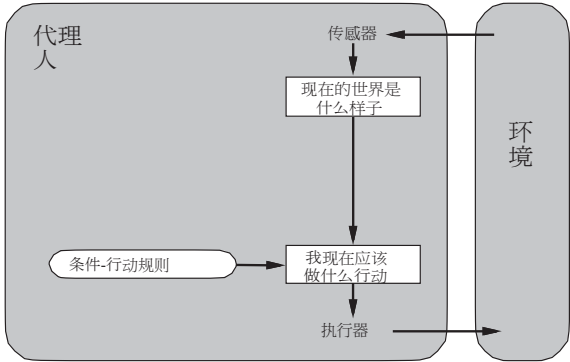 代理
人
传感器
现在的世界是
什么样子
环
境
条件-行动规则
我现在应该
做什么行动
执行器